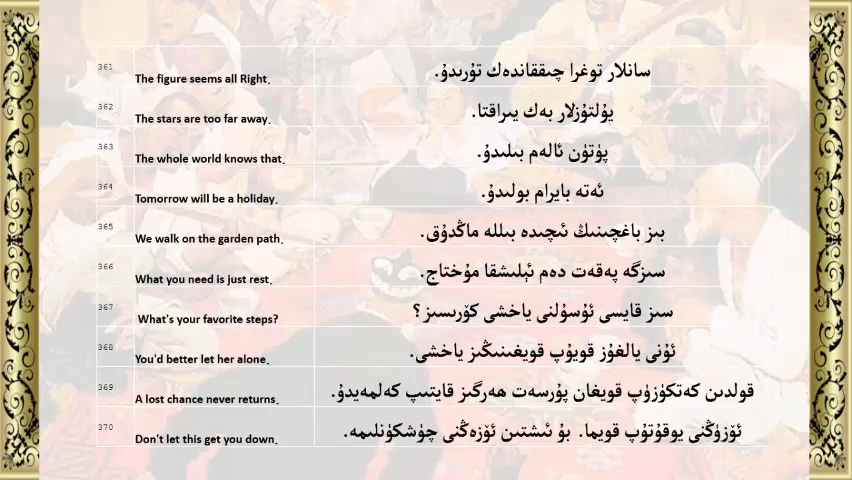 361 The figure seems all Right. سانلار توغرا چىققاندەك تۇرىدۇ.
362 The stars are too far away. يۇلتۇزلار بەك يىراقتا.
363 The whole world knows that. پۈتۈن ئالەم بىلىدۇ.
364 Tomorrow will be a holiday. ئەتە بايرام بولىدۇ.
365 We walk on the garden path. بىز باغچىنىڭ ئىچىدە بىللە ماڭدۇق.
366 What you need is just rest. سىزگە پەقەت دەم ئېلىشقا مۇختاج.
367 What's your favorite steps? سىز قايسى ئۇسۇلنى ياخشى كۆرىسىز؟
368 You'd better let her alone. ئۇنى يالغۇز قويۇپ قويغىنىڭىز ياخشى.
369 A lost chance never returns. قولدىن كەتكۈزۈپ قويغان پۇرسەت ھەرگىز قايتىپ كەلمەيدۇ.
370 Don't let this get you down. ئۆزۈڭنى يوقۇتۇپ قويما. بۇ ئىشتىن ئۆزەڭنى چۈشكۈنلىمە.